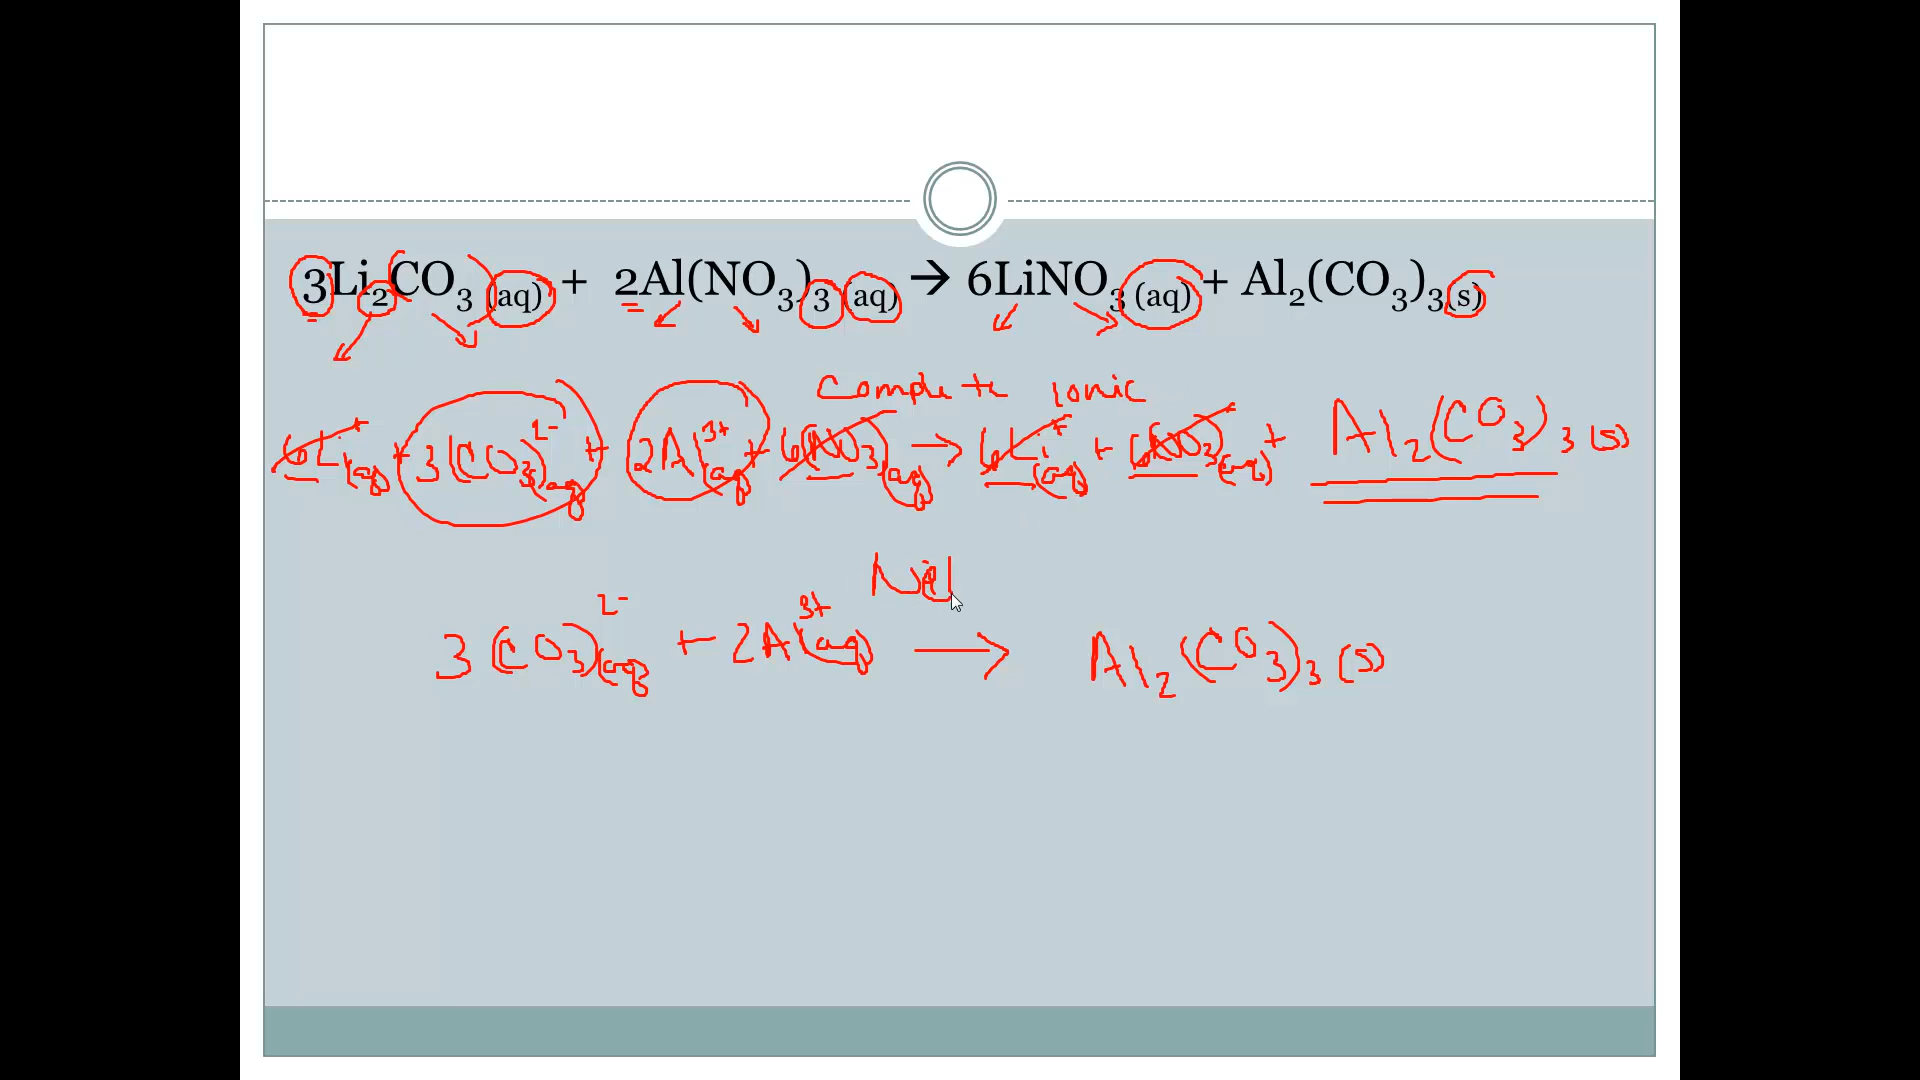 3Li₂CO₃ (aq) + 2Al(NO₃)₃ (aq) → 6LiNO₃ (aq) + Al₂(CO₃)₃(s)
Complete ionic
6Li⁺(aq) + 3(CO₃)²⁻(aq) + 2Al³⁺(aq) + 6(NO₃)⁻(aq) → 6Li⁺(aq) + 6(NO₃)⁻(aq) + Al₂(CO₃)₃(s)
3(CO₃)²⁻(aq) + 2Al³⁺(aq) → Al₂(CO₃)₃(s)